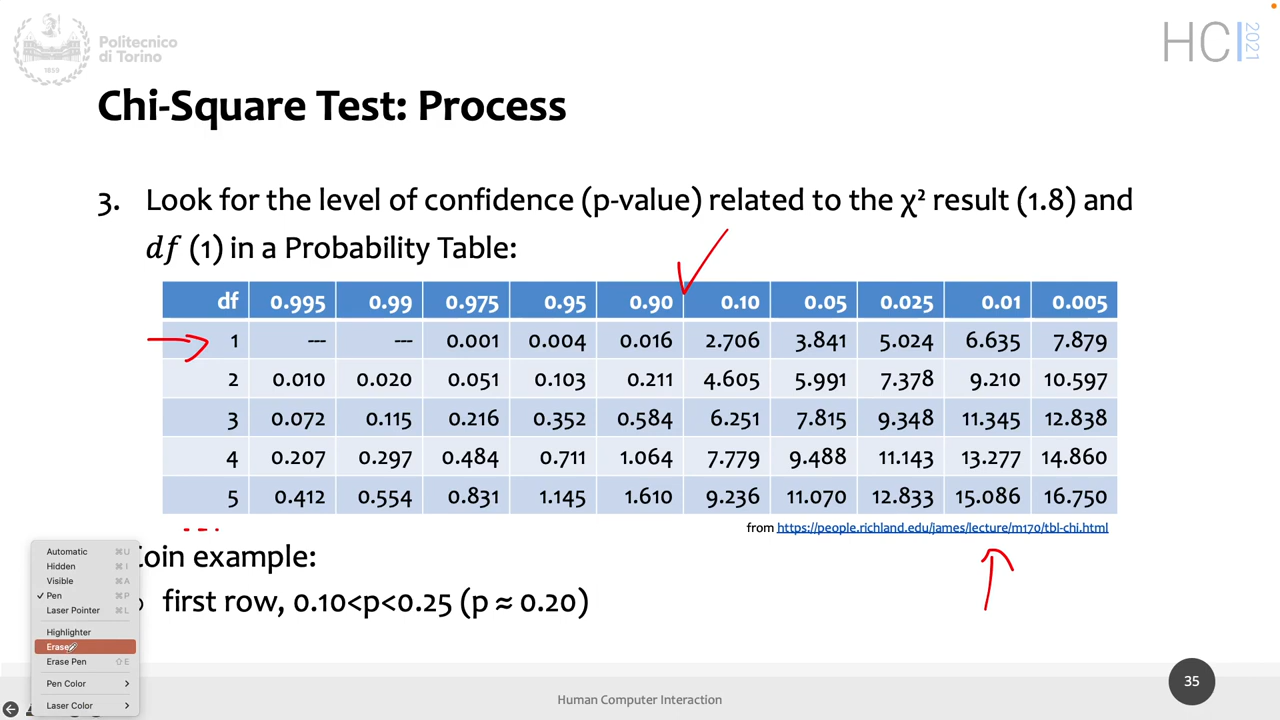 Politecnico
di Torino
1859
HCI 2021
Chi-Square Test: Process
3. Look for the level of confidence (p-value) related to the χ² result (1.8) and
df (1) in a Probability Table:
df 0.995 0.99 0.975 0.95 0.90 0.10 0.05 0.025 0.01 0.005
1 --- --- 0.001 0.004 0.016 2.706 3.841 5.024 6.635 7.879
2 0.010 0.020 0.051 0.103 0.211 4.605 5.991 7.378 9.210 10.597
3 0.072 0.115 0.216 0.352 0.584 6.251 7.815 9.348 11.345 12.838
4 0.207 0.297 0.484 0.711 1.064 7.779 9.488 11.143 13.277 14.860
5 0.412 0.554 0.831 1.145 1.610 9.236 11.070 12.833 15.086 16.750
from https://people.richland.edu/james/lecture/m170/tbl-chi.html
Coin example:
first row, 0.10<p<0.25 (p ≈ 0.20)
Automatic ⌘U
Hidden ⌘I
Visible ⌘A
✓ Pen ⌘P
Laser Pointer ⌘L
Highlighter
Eraser
Erase Pen ⇧E
Pen Color >
Laser Color >
Human Computer Interaction
35